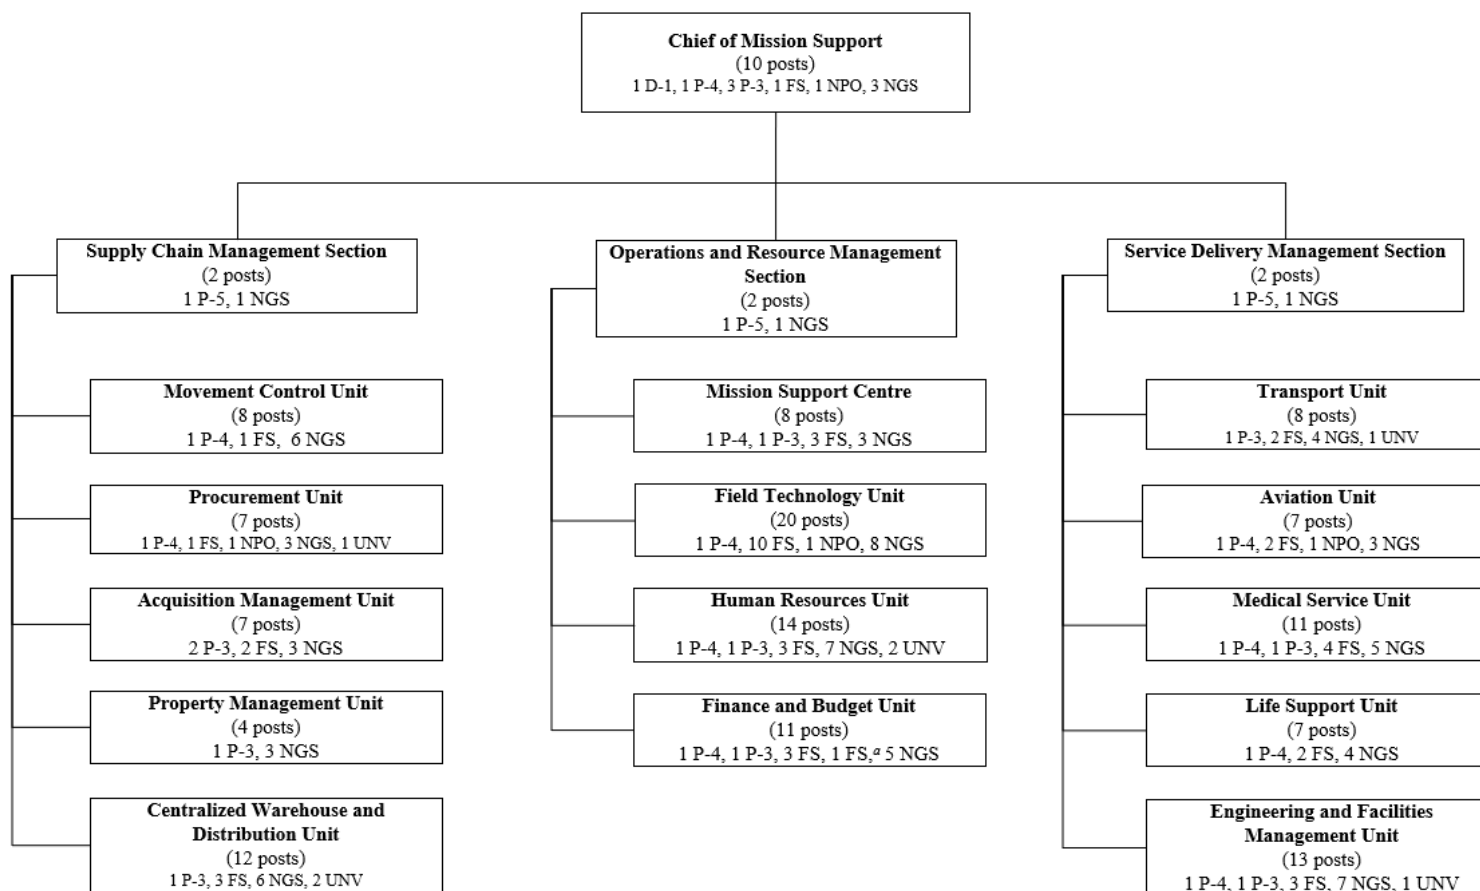 Chief of Mission Support
(10 posts)
1 D-1, 1 P-4, 3 P-3, 1 FS, 1 NPO, 3 NGS
Supply Chain Management Section
(2 posts)
1 P-5, 1 NGS
Movement Control Unit
(8 posts)
1 P-4, 1 FS, 6 NGS
Procurement Unit
(7 posts)
1 P-4, 1 FS, 1 NPO, 3 NGS, 1 UNV
Acquisition Management Unit
(7 posts)
2 P-3, 2 FS, 3 NGS
Property Management Unit
(4 posts)
1 P-3, 3 NGS
Centralized Warehouse and
Distribution Unit
(12 posts)
1 P-3, 3 FS, 6 NGS, 2 UNV
Operations and Resource Management
Section
(2 posts)
1 P-5, 1 NGS
Mission Support Centre
(8 posts)
1 P-4, 1 P-3, 3 FS, 3 NGS
Field Technology Unit
(20 posts)
1 P-4, 10 FS, 1 NPO, 8 NGS
Human Resources Unit
(14 posts)
1 P-4, 1 P-3, 3 FS, 7 NGS, 2 UNV
Finance and Budget Unit
(11 posts)
1 P-4, 1 P-3, 3 FS, 1 FS,ᵃ 5 NGS
Service Delivery Management Section
(2 posts)
1 P-5, 1 NGS
Transport Unit
(8 posts)
1 P-3, 2 FS, 4 NGS, 1 UNV
Aviation Unit
(7 posts)
1 P-4, 2 FS, 1 NPO, 3 NGS
Medical Service Unit
(11 posts)
1 P-4, 1 P-3, 4 FS, 5 NGS
Life Support Unit
(7 posts)
1 P-4, 2 FS, 4 NGS
Engineering and Facilities
Management Unit
(13 posts)
1 P-4, 1 P-3, 3 FS, 7 NGS, 1 UNV